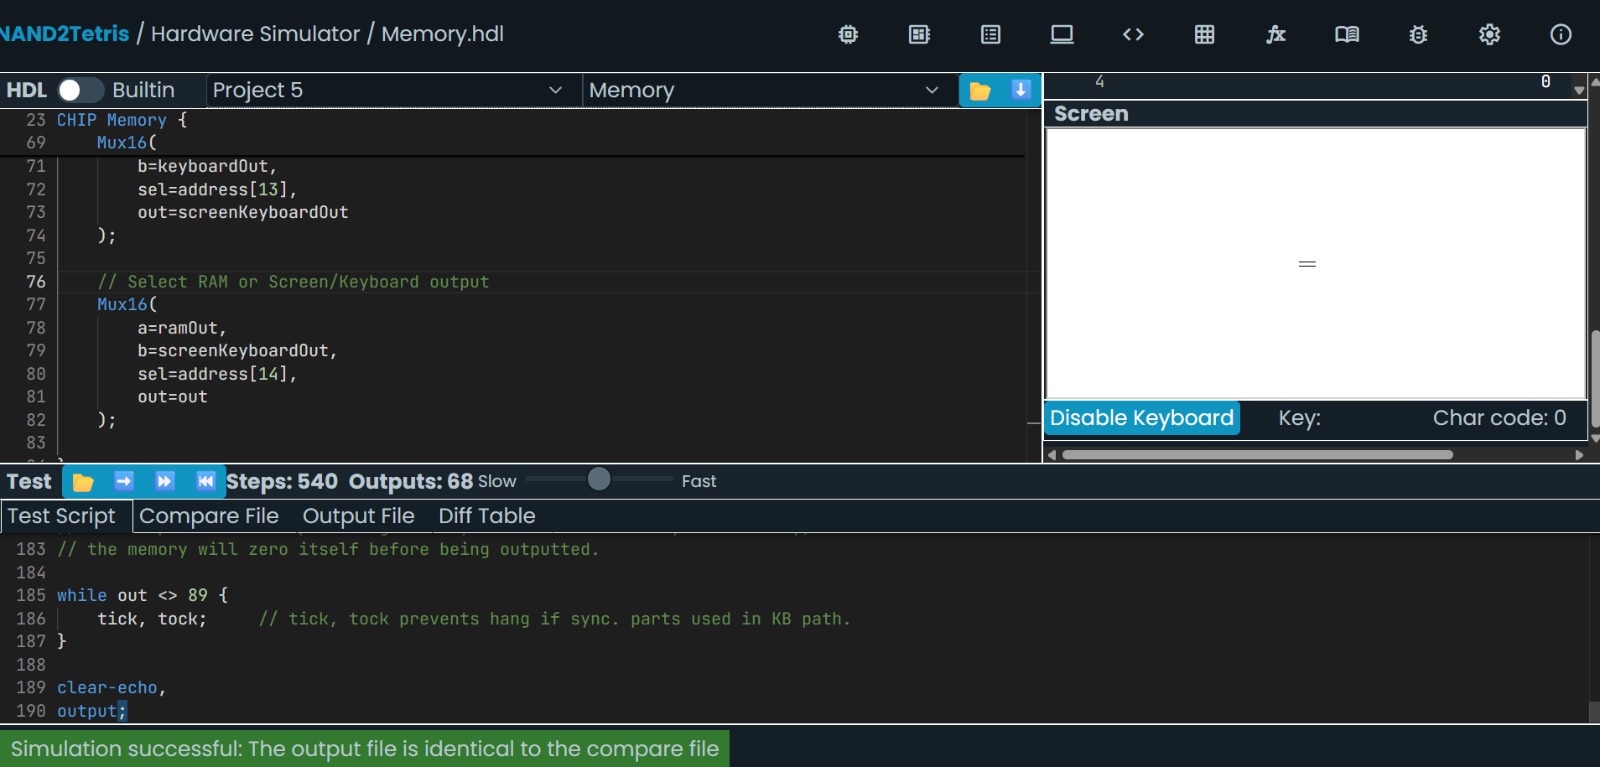 NAND2Tetris / Hardware Simulator / Memory.hdl
HDL Builtin Project 5 Memory
23 CHIP Memory {
69 Mux16(
71 b=keyboardOut,
72 sel=address[13],
73 out=screenKeyboardOut
74 );
75
76 // Select RAM or Screen/Keyboard output
77 Mux16(
78 a=ramOut,
79 b=screenKeyboardOut,
80 sel=address[14],
81 out=out
82 );
83
4 0
Screen
Disable Keyboard Key: Char code: 0
Test Steps: 540 Outputs: 68 Slow Fast
Test Script Compare File Output File Diff Table
183 // the memory will zero itself before being outputted.
184
185 while out <> 89 {
186 tick, tock; // tick, tock prevents hang if sync. parts used in KB path.
187 }
188
189 clear-echo,
190 output;
Simulation successful: The output file is identical to the compare file